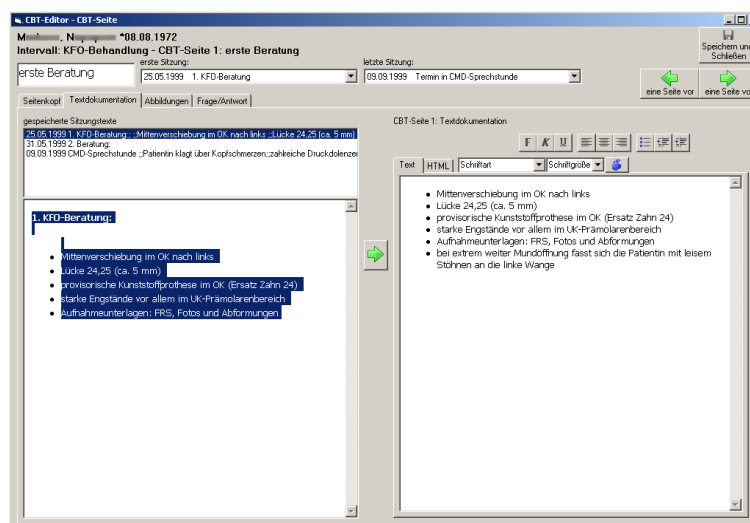 CBT-Editor - CBT-Seite
*08.08.1972
Intervall: KFO-Behandlung - CBT-Seite 1: erste Beratung
erste Sitzung:
letzte Sitzung:
Speichern und
Schließen
erste Beratung
25.05.1999 1. KFO-Beratung
09.09.1999 Termin in CMD-Sprechstunde
eine Seite vor
eine Seite vo
Seitenkopf
Textdokumentation
Abbildungen
Frage/Antwort
gespeicherte Sitzungstexte
25.05.1999 1. KFO-Beratung:; ;;Mittenverschiebung im OK nach links ;;Lücke 24,25 (ca. 5 mm)
31.05.1999 2. Beratung:
09.09.1999 CMD-Sprechstunde ;;Patientin klagt über Kopfschmerzen;;zahlreiche Druckdolenzen
CBT-Seite 1: Textdokumentation
F K U
Text
HTML
Schriftart
Schriftgröße
1. KFO-Beratung:
Mittenverschiebung im OK nach links
Lücke 24,25 (ca. 5 mm)
provisorische Kunststoffprothese im OK (Ersatz Zahn 24)
starke Engstände vor allem im UK-Prämolarenbereich
Aufnahmeunterlagen: FRS, Fotos und Abformungen
Mittenverschiebung im OK nach links
Lücke 24,25 (ca. 5 mm)
provisorische Kunststoffprothese im OK (Ersatz Zahn 24)
starke Engstände vor allem im UK-Prämolarenbereich
Aufnahmeunterlagen: FRS, Fotos und Abformungen
bei extrem weiter Mundöffnung fasst sich die Patientin mit leisem
Stöhnen an die linke Wange